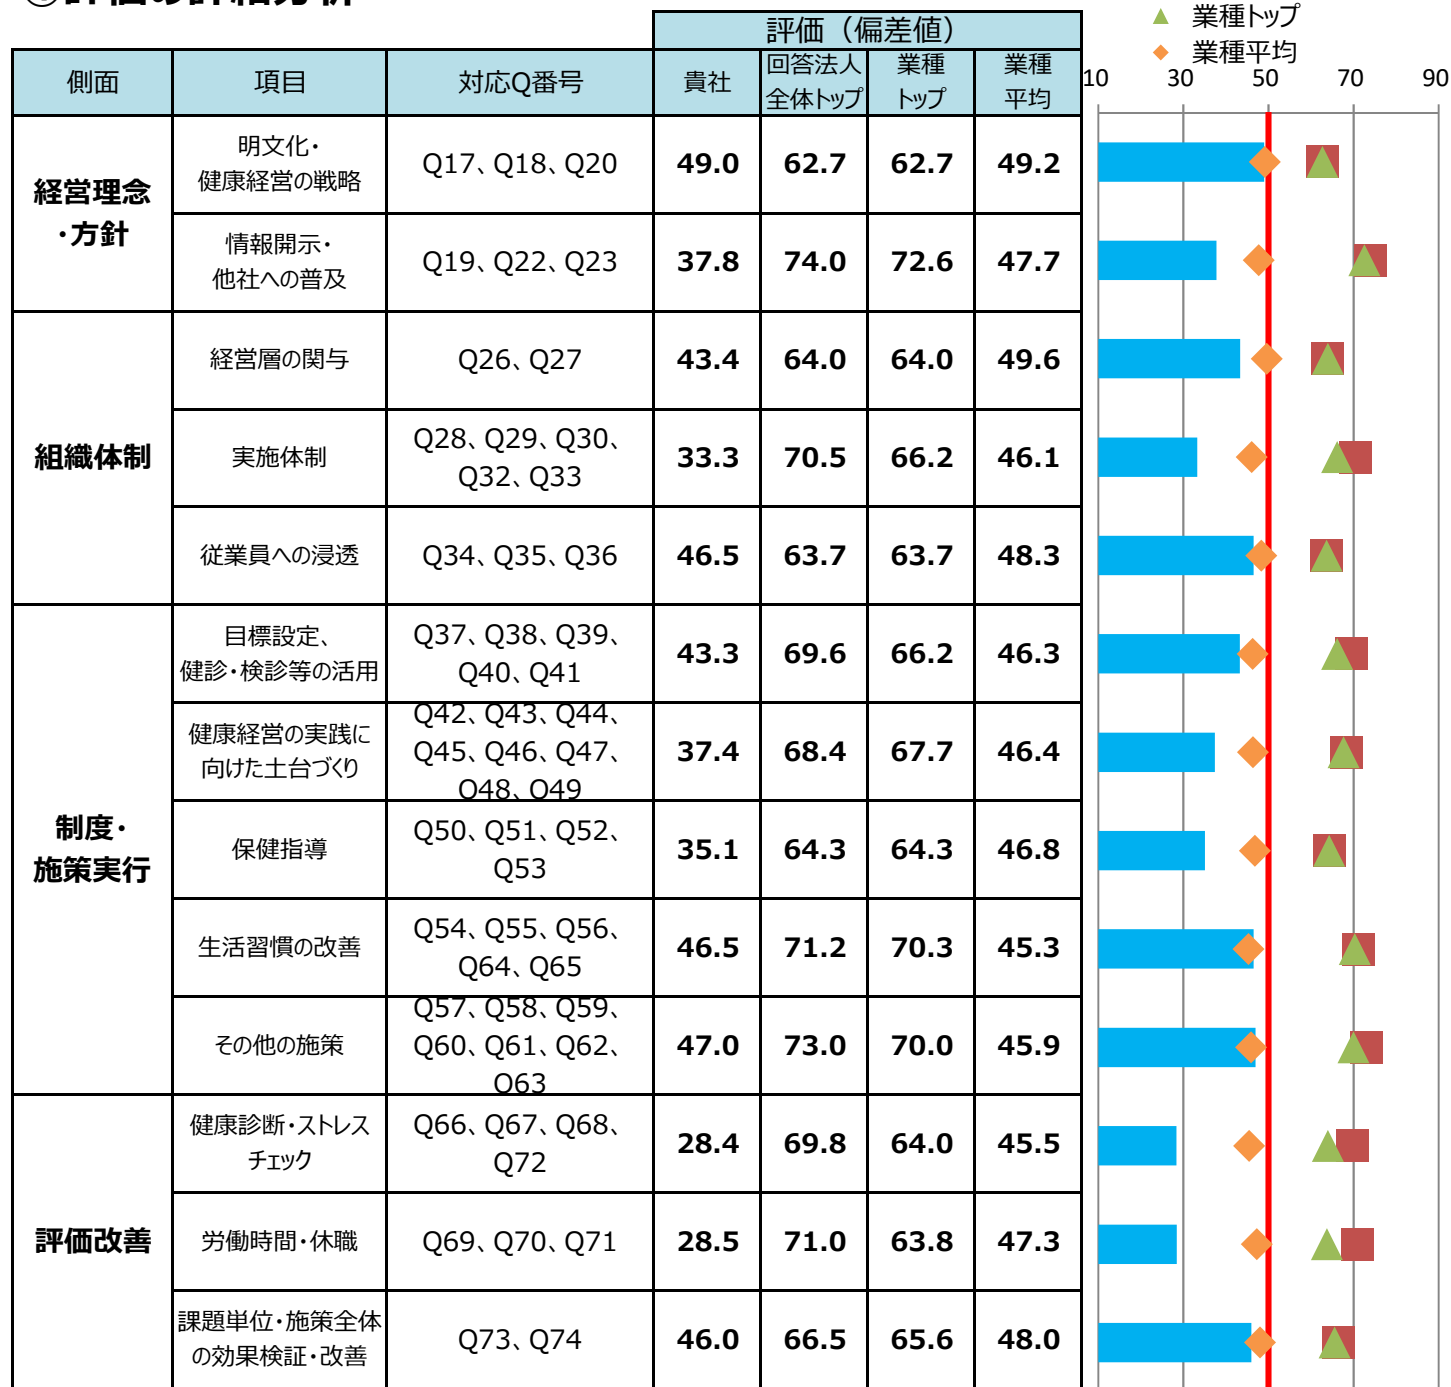 評価（偏差値）
▲ 業種トップ
◆ 業種平均
側面 項目 対応Q番号 貴社 回答法人 業種 業種
全体トップ トップ 平均
10 30 50 70 90
経営理念
・方針
明文化・
健康経営の戦略
Q17、Q18、Q20 49.0 62.7 62.7 49.2
情報開示・
他社への普及
Q19、Q22、Q23 37.8 74.0 72.6 47.7
組織体制
経営層の関与 Q26、Q27 43.4 64.0 64.0 49.6
実施体制
Q28、Q29、Q30、
Q32、Q33
33.3 70.5 66.2 46.1
従業員への浸透 Q34、Q35、Q36 46.5 63.7 63.7 48.3
制度・
施策実行
目標設定、
健診・検診等の活用
Q37、Q38、Q39、
Q40、Q41
43.3 69.6 66.2 46.3
健康経営の実践に
向けた土台づくり
Q42、Q43、Q44、
Q45、Q46、Q47、
Q48、Q49
37.4 68.4 67.7 46.4
保健指導
Q50、Q51、Q52、
Q53
35.1 64.3 64.3 46.8
生活習慣の改善
Q54、Q55、Q56、
Q64、Q65
46.5 71.2 70.3 45.3
その他の施策
Q57、Q58、Q59、
Q60、Q61、Q62、
Q63
47.0 73.0 70.0 45.9
評価改善
健康診断・ストレス
チェック
Q66、Q67、Q68、
Q72
28.4 69.8 64.0 45.5
労働時間・休職 Q69、Q70、Q71 28.5 71.0 63.8 47.3
課題単位・施策全体
の効果検証・改善
Q73、Q74 46.0 66.5 65.6 48.0